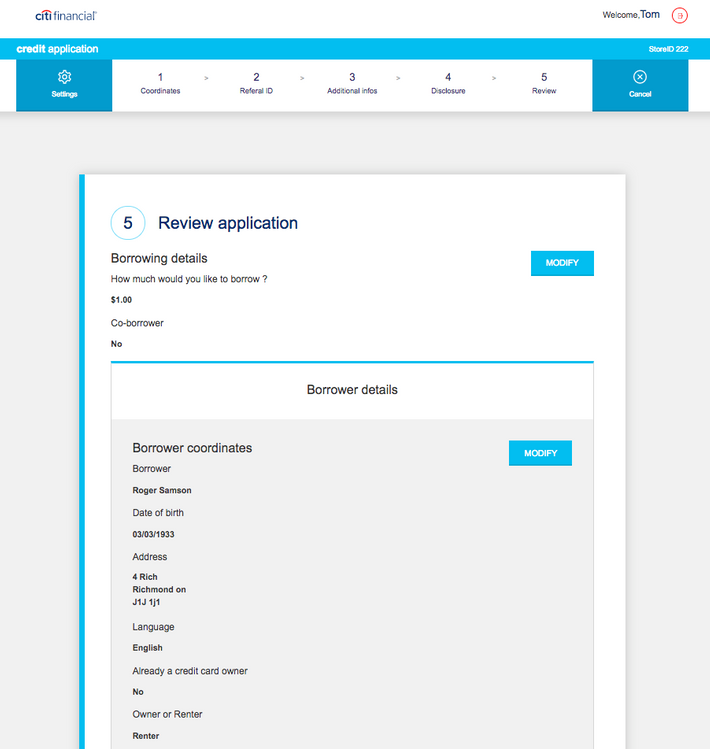 citi financial®
Welcome,Tom
credit application
StoreID 222
Settings
1 > 2 > 3 > 4 > 5
Coordinates
Referal ID
Additional infos
Disclosure
Review
Cancel
5 Review application
Borrowing details
MODIFY
How much would you like to borrow ?
$1.00
Co-borrower
No
Borrower details
Borrower coordinates
MODIFY
Borrower
Roger Samson
Date of birth
03/03/1933
Address
4 Rich
Richmond on
J1J 1j1
Language
English
Already a credit card owner
No
Owner or Renter
Renter